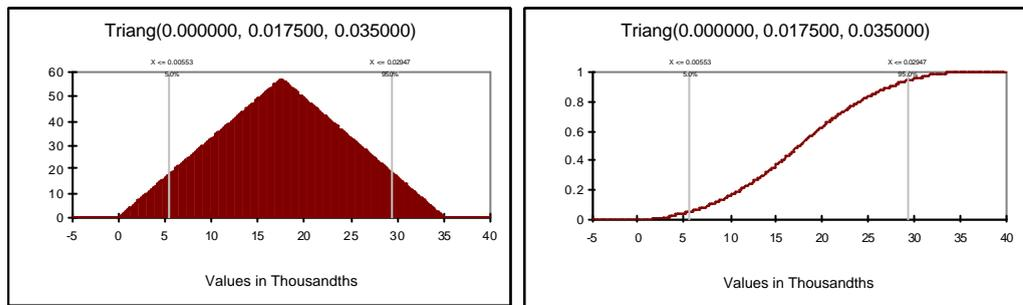 Triang(0.000000, 0.017500, 0.035000)
X <= 0.00553
5.0%
X <= 0.02947
95.0%
60
50
40
30
20
10
0
-5 0 5 10 15 20 25 30 35 40
Values in Thousandths
Triang(0.000000, 0.017500, 0.035000)
X <= 0.00553
5.0%
X <= 0.02947
95.0%
1
0.8
0.6
0.4
0.2
0
-5 0 5 10 15 20 25 30 35 40
Values in Thousandths